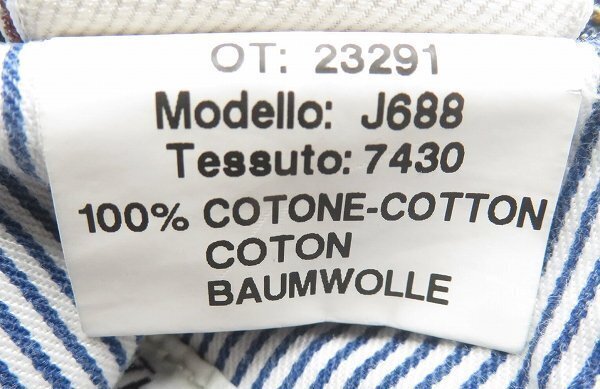 OT: 23291
Modello: J688
Tessuto: 7430
100% COTONE-COTTON
COTON
BAUMWOLLE